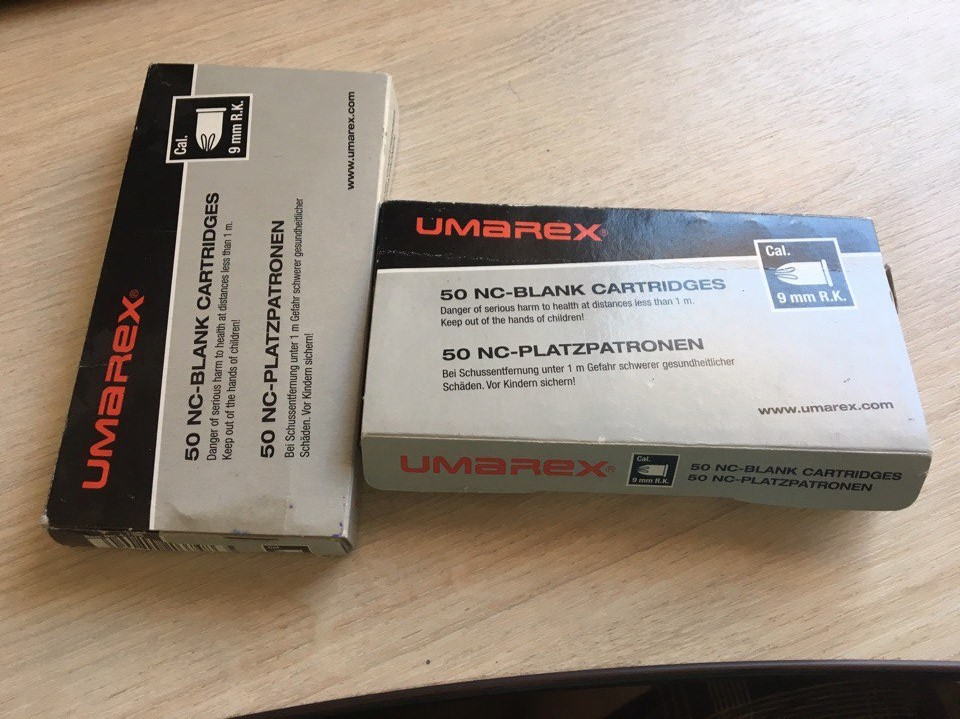 UMAREX®
Cal.
9 mm R.K.
50 NC-BLANK CARTRIDGES
Danger of serious harm to health at distances less than 1 m.
Keep out of the hands of children!
50 NC-PLATZPATRONEN
Bei Schussentfernung unter 1 m Gefahr schwerer gesundheitlicher
Schäden. Vor Kindern sichern!
www.umarex.com
UMAREX®
Cal.
9 mm R.K.
50 NC-BLANK CARTRIDGES
Danger of serious harm to health at distances less than 1 m.
Keep out of the hands of children!
50 NC-PLATZPATRONEN
Bei Schussentfernung unter 1 m Gefahr schwerer gesundheitlicher
Schäden. Vor Kindern sichern!
www.umarex.com
UMAREX®
Cal.
9 mm R.K.
50 NC-BLANK CARTRIDGES
50 NC-PLATZPATRONEN